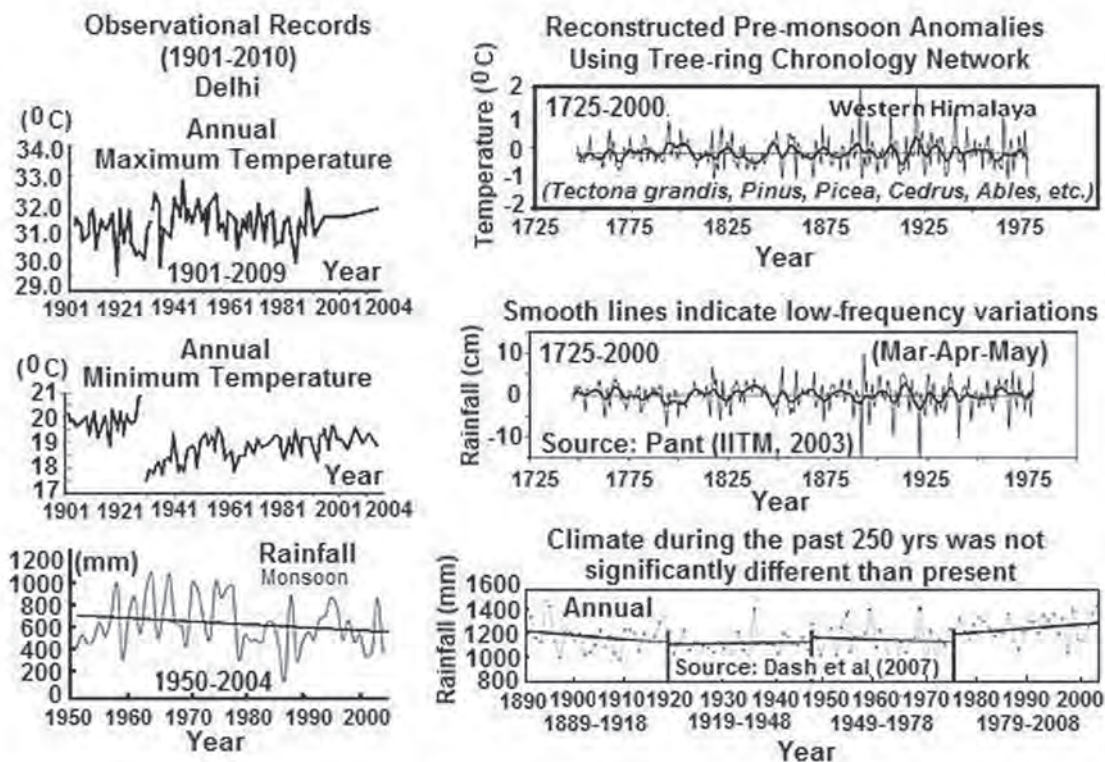 Observational Records
(1901-2010)
Delhi
(⁰C)
Annual
Maximum Temperature
34.0
33.0
32.0
31.0
30.0
29.0
1901-2009
Year
1901 1921 1941 1961 1981 2001 2004
Annual
(⁰C)
Minimum Temperature
21
20
19
18
17
Year
1901 1921 1941 1961 1981 2001 2004
1200
1000
800
600
400
200
0
(mm)
Rainfall
Monsoon
1950-2004
1950 1960 1970 1980 1990 2000
Year
Reconstructed Pre-monsoon Anomalies
Using Tree-ring Chronology Network
Temperature (⁰C)
2
1
0
-1
-2
1725-2000.
Western Himalaya
(Tectona grandis, Pinus, Picea, Cedrus, Ables, etc.)
1725 1775 1825 1875 1925 1975
Year
Smooth lines indicate low-frequency variations
Rainfall (cm)
10
0
-10
1725-2000
(Mar-Apr-May)
Source: Pant (IITM, 2003)
1725 1775 1825 1875 1925 1975
Year
Climate during the past 250 yrs was not
significantly different than present
Rainfall (mm)
1600
1400
1200
1000
800
Annual
Source: Dash et al (2007)
1890 1900 1910 1920 1930 1940 1950 1960 1970 1980 1990 2000
1889-1918 1919-1948 1949-1978 1979-2008
Year